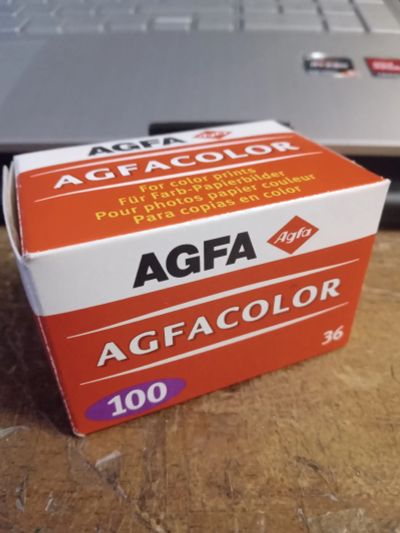 AGFA
AGFACOLOR
For color prints
Für Farb-Papierbilder
Pour photos papier couleur
Para copias en color
AGFA Agfa
AGFACOLOR
36
100